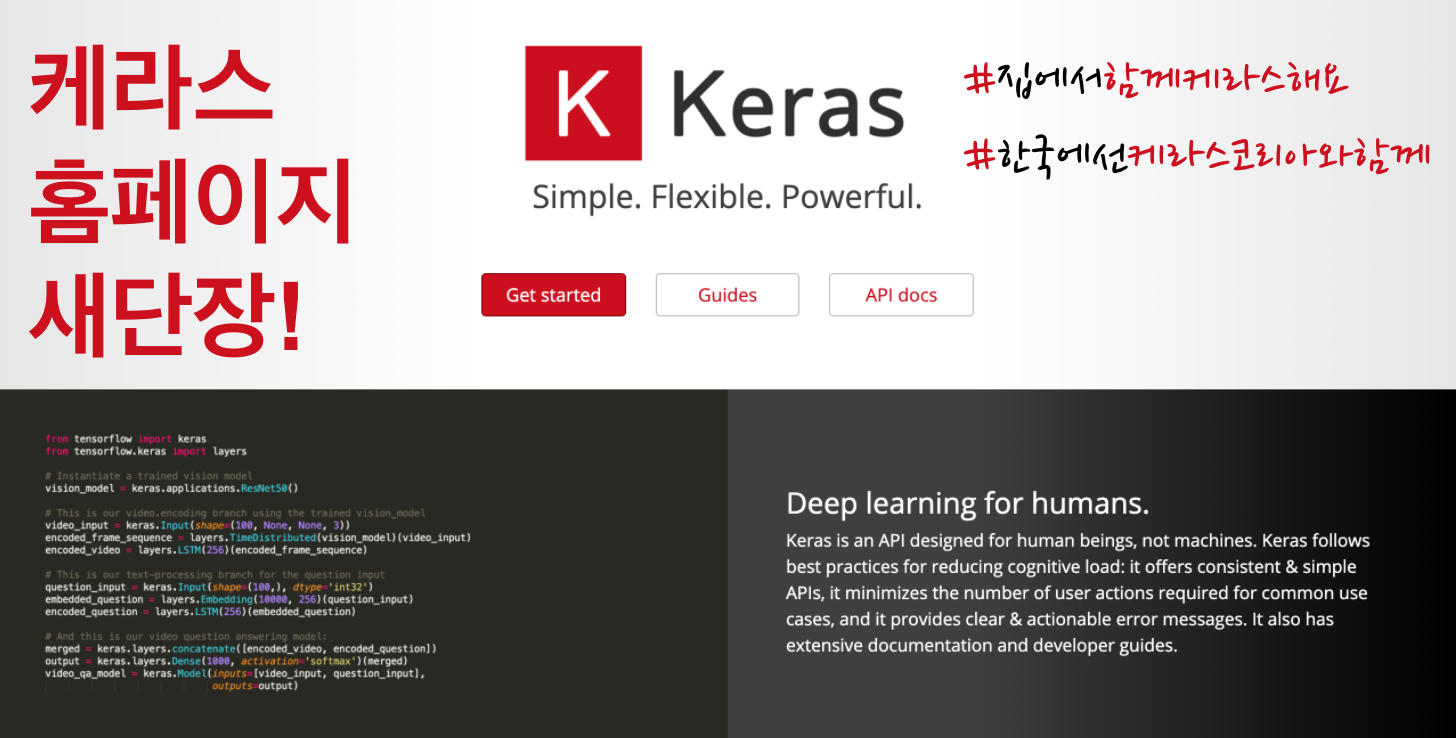 케라스
홈페이지
새단장!
K Keras
Simple. Flexible. Powerful.
#집에서함께케라스해요
#한국에선케라스코리아와함께
Get started
Guides
API docs
from tensorflow import keras
from tensorflow.keras import layers
# Instantiate a trained vision model
vision_model = keras.applications.ResNet50()
# This is our video.encoding branch using the trained vision_model
video_input = keras.Input(shape=(100, None, None, 3))
encoded_frame_sequence = layers.TimeDistributed(vision_model)(video_input)
encoded_video = layers.LSTM(256)(encoded_frame_sequence)
# This is our text-processing branch for the question input
question_input = keras.Input(shape=(100,), dtype='int32')
embedded_question = layers.Embedding(10000, 256)(question_input)
encoded_question = layers.LSTM(256)(embedded_question)
# And this is our video question answering model:
merged = keras.layers.concatenate([encoded_video, encoded_question])
output = keras.layers.Dense(1000, activation='softmax')(merged)
video_qa_model = keras.Model(inputs=[video_input, question_input],
outputs=output)
Deep learning for humans.
Keras is an API designed for human beings, not machines. Keras follows
best practices for reducing cognitive load: it offers consistent & simple
APIs, it minimizes the number of user actions required for common use
cases, and it provides clear & actionable error messages. It also has
extensive documentation and developer guides.